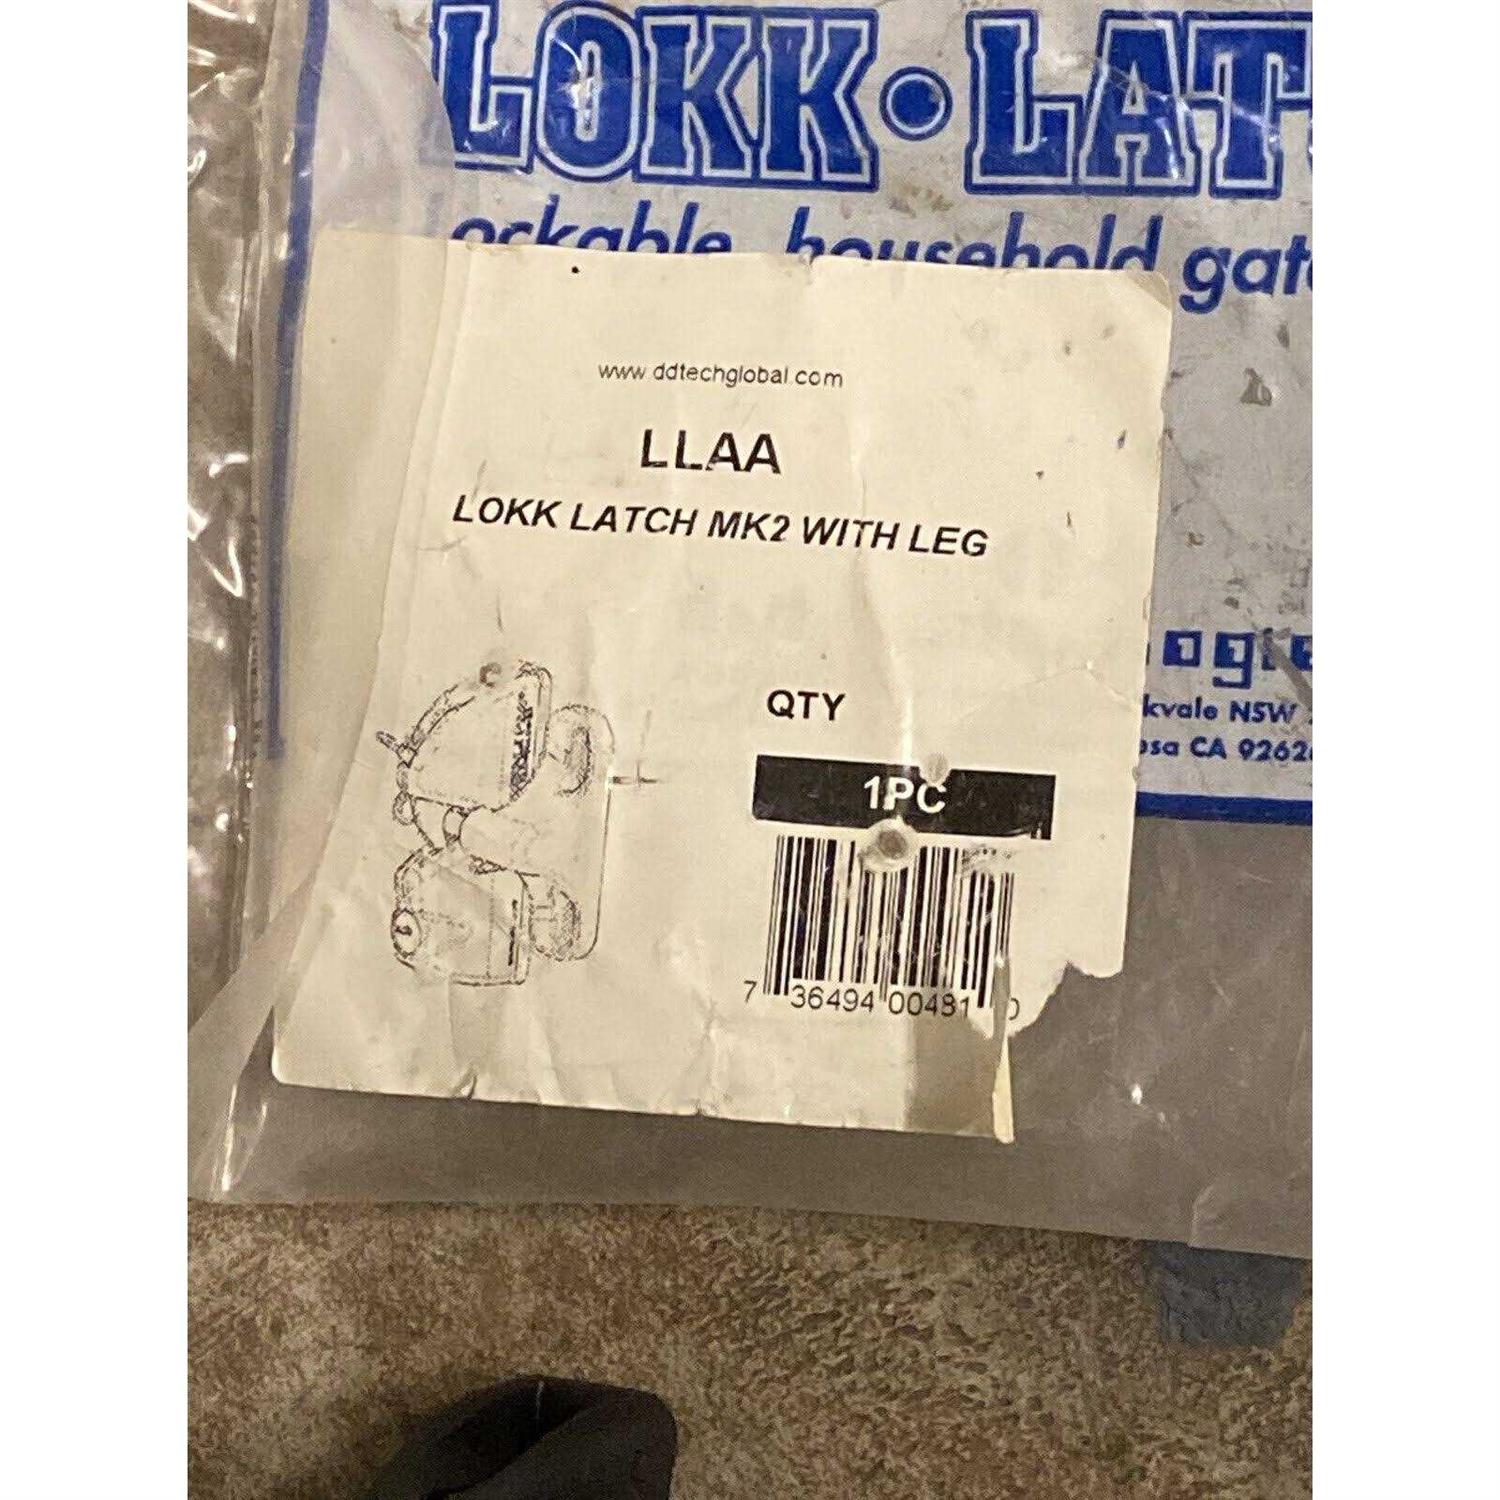 LOKK•LAT
household gat
www.ddtechglobal.com
LLAA
LOKK LATCH MK2 WITH LEG
QTY
1PC
kvale NSW
sa CA 9262
7 36494 00481 0